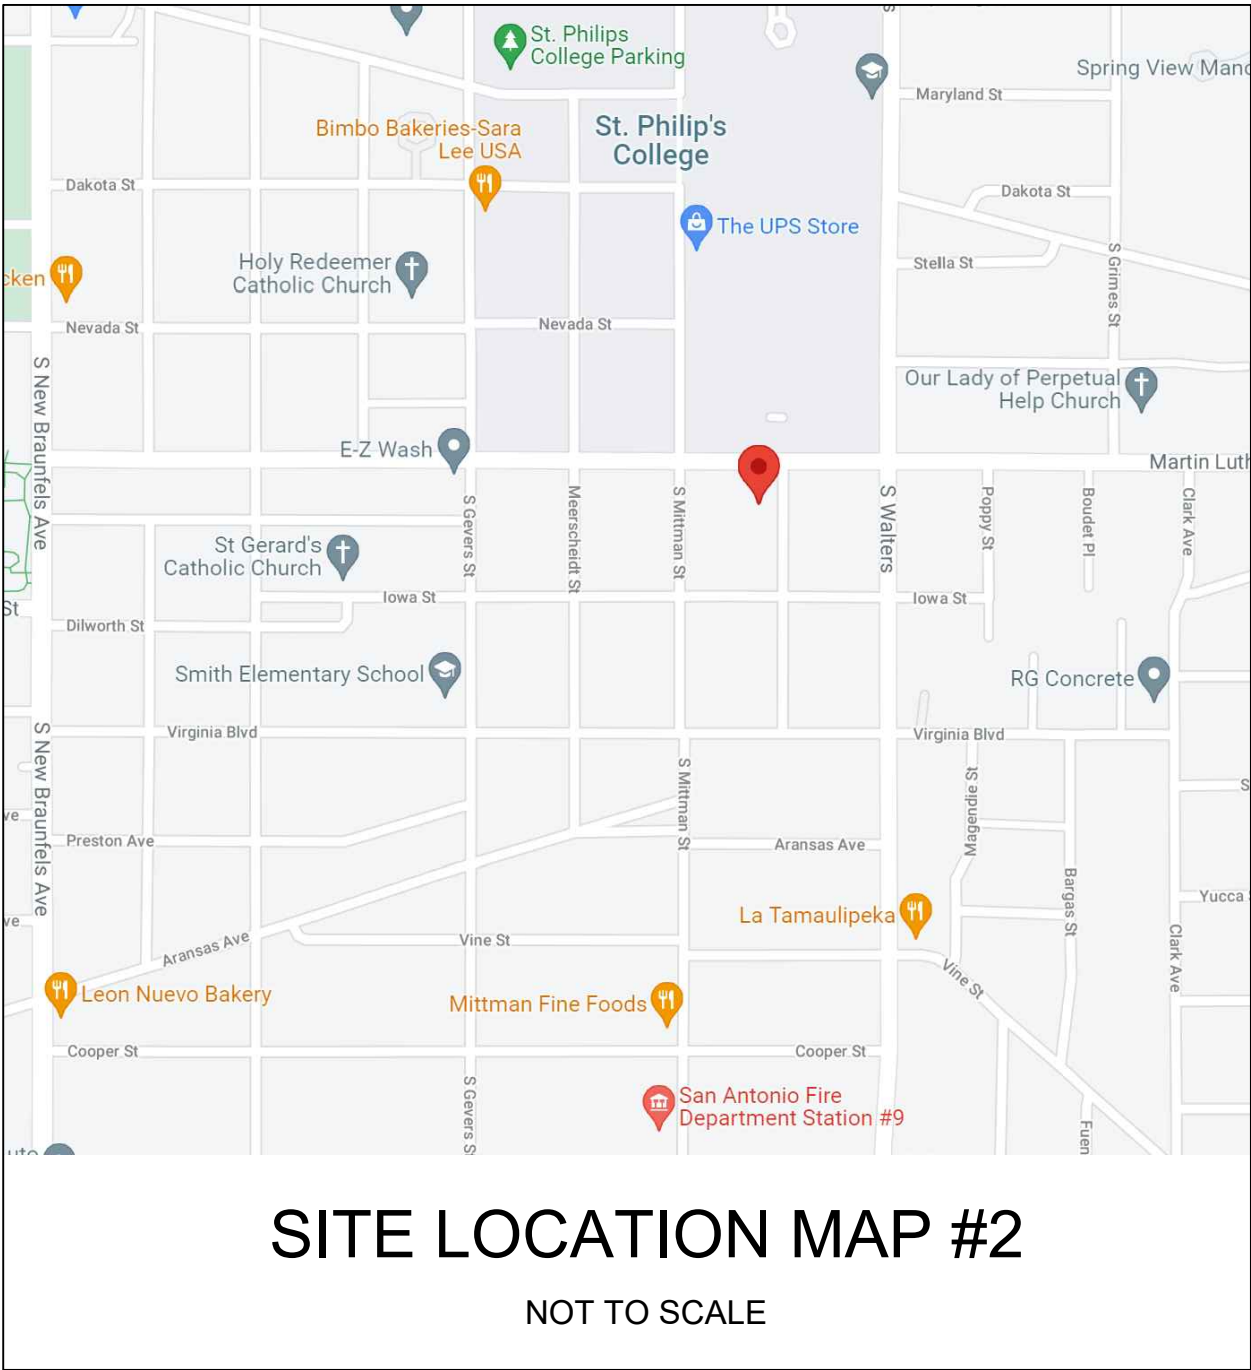 St. Philips
College Parking
Spring View Mano
Maryland St
Bimbo Bakeries-Sara
Lee USA
St. Philip's
College
Dakota St
Dakota St
The UPS Store
Holy Redeemer
Catholic Church
Stella St
cken
S Grimes St
Nevada St
Nevada St
S New Braunfels Ave
Our Lady of Perpetual
Help Church
E-Z Wash
Martin Luth
S Gevers St
Meerscheidt St
S Mittman St
S Walters
Poppy St
Boudet Pl
Clark Ave
St Gerard's
Catholic Church
Iowa St
Iowa St
St
Dilworth St
Smith Elementary School
RG Concrete
Virginia Blvd
Virginia Blvd
S New Braunfels Ave
S Mittman St
Magendie St
S
ve
Preston Ave
Aransas Ave
Bargas St
Yucca
La Tamaulipeka
ve
Vine St
Aransas Ave
Clark Ave
Vine St
Leon Nuevo Bakery
Mittman Fine Foods
Cooper St
Cooper St
S Gevers S
San Antonio Fire
Department Station #9
Fuen
uto
SITE LOCATION MAP #2
NOT TO SCALE